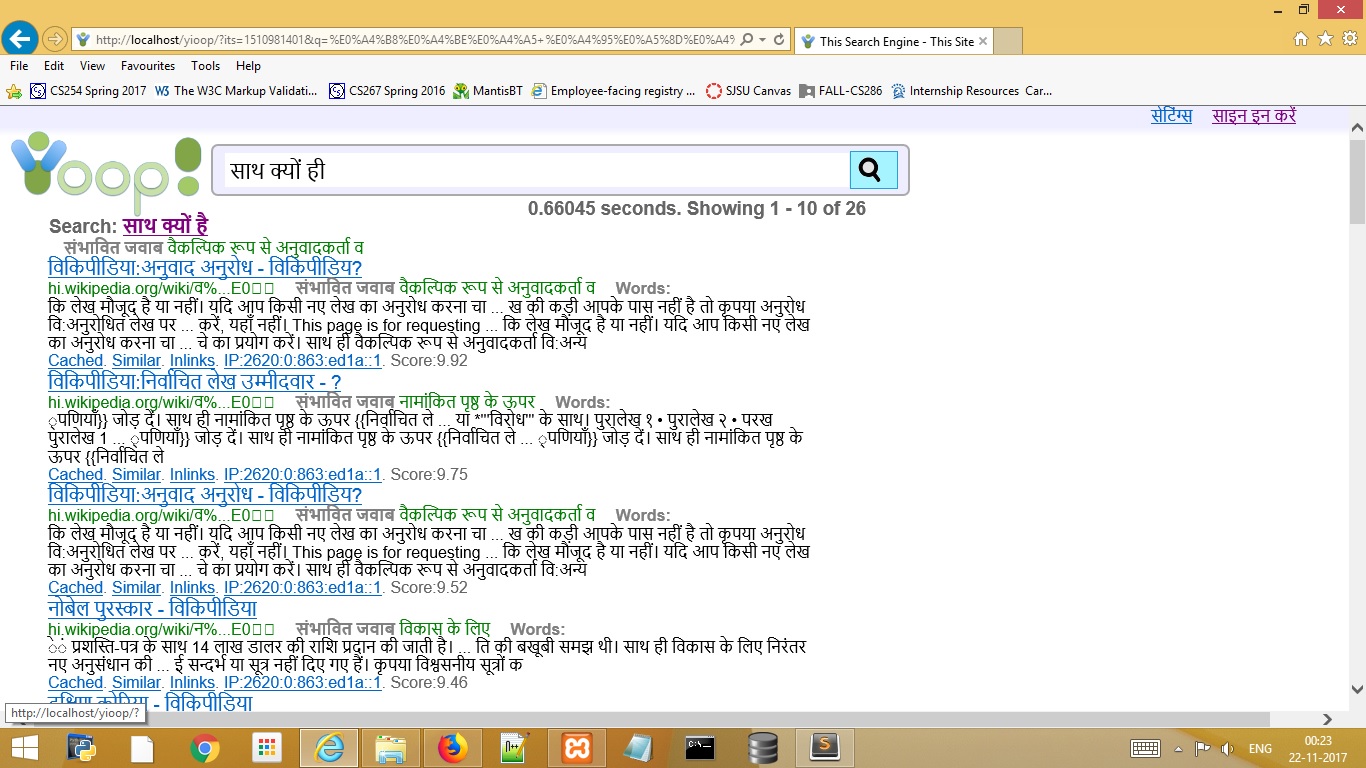 http://localhost/yioop/?its=1510981401&q=%E0%A4%B8%E0%A4%BE%E0%A4%A5+%E0%A4%95%E0%A5%8D%E0%A4? This Search Engine - This Site
File Edit View Favourites Tools Help
CS254 Spring 2017 W3 The W3C Markup Validati... CS267 Spring 2016 MantisBT Employee-facing registry ... SJSU Canvas FALL-CS286 Internship Resources Car...
सेटिंग्स साइन इन करें
Yoop!
साथ क्यों ही
0.66045 seconds. Showing 1 - 10 of 26
Search: साथ क्यों है
संभावित जवाब वैकल्पिक रूप से अनुवादकर्ता व
विकिपीडिया:अनुवाद अनुरोध - विकिपीडिय?
hi.wikipedia.org/wiki/व%...E0□□ संभावित जवाब वैकल्पिक रूप से अनुवादकर्ता व Words:
कि लेख मौजूद है या नहीं। यदि आप किसी नए लेख का अनुरोध करना चा ... ख की कड़ी आपके पास नहीं है तो कृपया अनुरोध
वि:अनुरोधित लेख पर ... करें, यहाँ नहीं। This page is for requesting ... कि लेख मौजूद है या नहीं। यदि आप किसी नए लेख
का अनुरोध करना चा ... चे का प्रयोग करें। साथ ही वैकल्पिक रूप से अनुवादकर्ता वि:अन्य
Cached. Similar. Inlinks. IP:2620:0:863:ed1a::1. Score:9.92
विकिपीडिया:निर्वाचित लेख उम्मीदवार - ?
hi.wikipedia.org/wiki/व%...E0□□ संभावित जवाब नामांकित पृष्ठ के ऊपर Words:
्पणियाँ}} जोड़ दें। साथ ही नामांकित पृष्ठ के ऊपर {{निर्वाचित ले ... या *'''विरोध''' के साथ। पुरालेख १ • पुरालेख २ • परख
पुरालेख 1 ... ्पणियाँ}} जोड़ दें। साथ ही नामांकित पृष्ठ के ऊपर {{निर्वाचित ले ... ्पणियाँ}} जोड़ दें। साथ ही नामांकित पृष्ठ के
ऊपर {{निर्वाचित ले
Cached. Similar. Inlinks. IP:2620:0:863:ed1a::1. Score:9.75
विकिपीडिया:अनुवाद अनुरोध - विकिपीडिय?
hi.wikipedia.org/wiki/व%...E0□□ संभावित जवाब वैकल्पिक रूप से अनुवादकर्ता व Words:
कि लेख मौजूद है या नहीं। यदि आप किसी नए लेख का अनुरोध करना चा ... ख की कड़ी आपके पास नहीं है तो कृपया अनुरोध
वि:अनुरोधित लेख पर ... करें, यहाँ नहीं। This page is for requesting ... कि लेख मौजूद है या नहीं। यदि आप किसी नए लेख
का अनुरोध करना चा ... चे का प्रयोग करें। साथ ही वैकल्पिक रूप से अनुवादकर्ता वि:अन्य
Cached. Similar. Inlinks. IP:2620:0:863:ed1a::1. Score:9.52
नोबेल पुरस्कार - विकिपीडिया
hi.wikipedia.org/wiki/न%...E0□□ संभावित जवाब विकास के लिए Words:
प्रशस्ति-पत्र के साथ 14 लाख डालर की राशि प्रदान की जाती है। ... ति की बखूबी समझ थी। साथ ही विकास के लिए निरंतर
नए अनुसंधान की ... ई सन्दर्भ या सूत्र नहीं दिए गए हैं। कृपया विश्वसनीय सूत्रों क
Cached. Similar. Inlinks. IP:2620:0:863:ed1a::1. Score:9.46
दक्षिण कोरिया - विकिपीडिया
http://localhost/yioop/?
ENG 00:23
22-11-2017